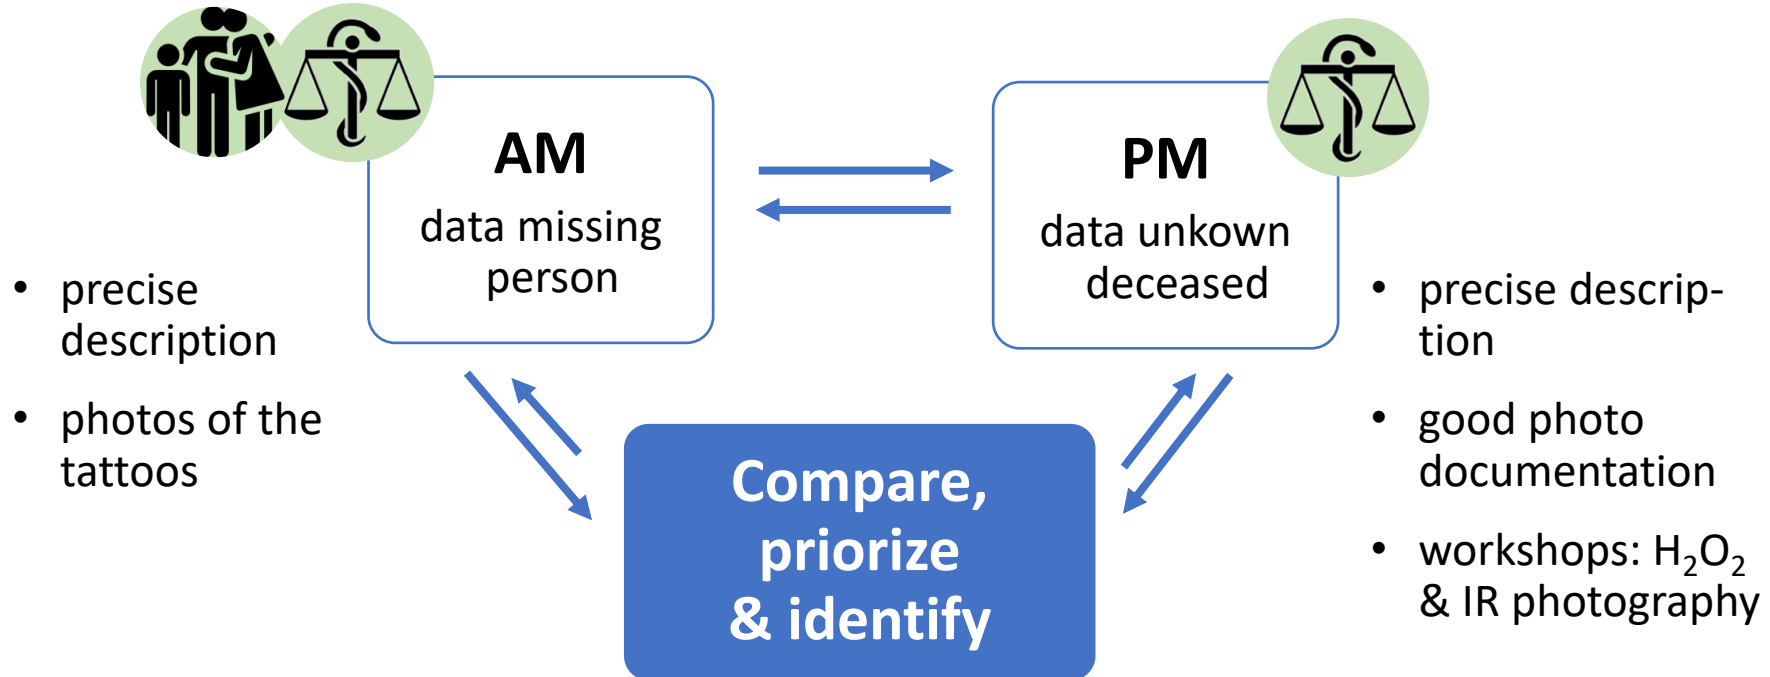 AM
data missing
person
PM
data unkown
deceased
• precise
description
• photos of the
tattoos
• precise descrip-
tion
• good photo
documentation
• workshops: H₂O₂
& IR photography
Compare,
priorize
& identify